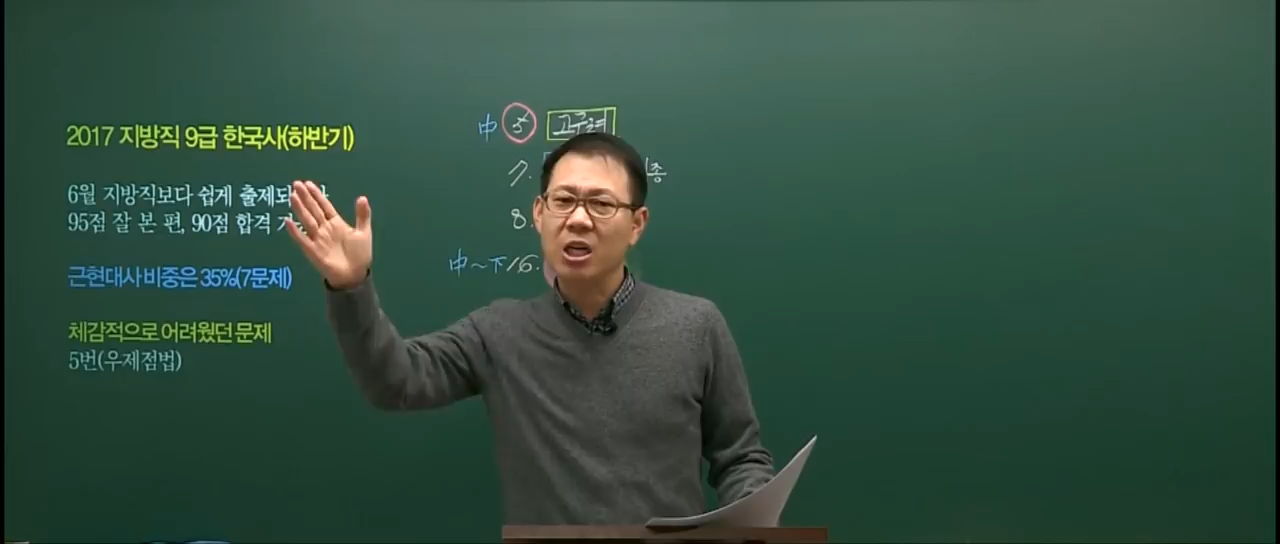 2017 지방직 9급 한국사(하반기)
6월 지방직보다 쉽게 출제되
95점 잘 본 편, 90점 합격
근현대사 비중은 35%(7문제)
체감적으로 어려웠던 문제
5번(우제점법)
中 5 고구려
7. 종
8.
中~下 16.